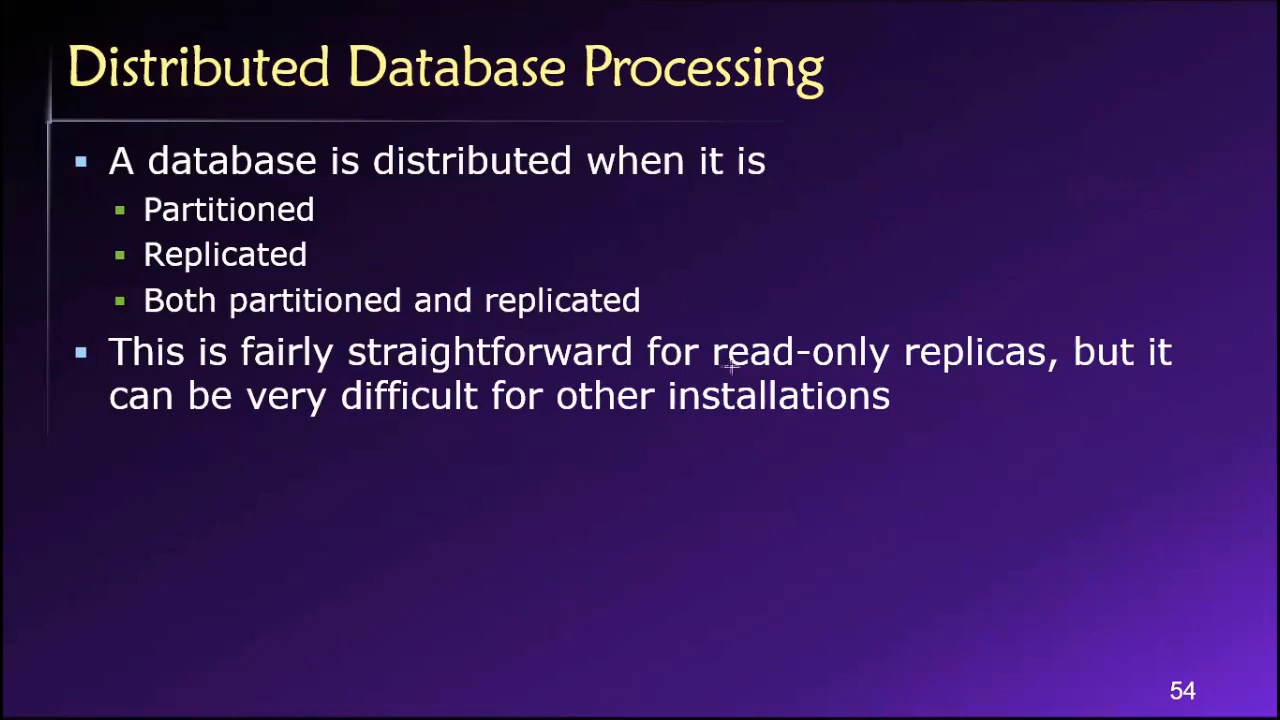 Distributed Database Processing
A database is distributed when it is
Partitioned
Replicated
Both partitioned and replicated
This is fairly straightforward for read-only replicas, but it
can be very difficult for other installations
54